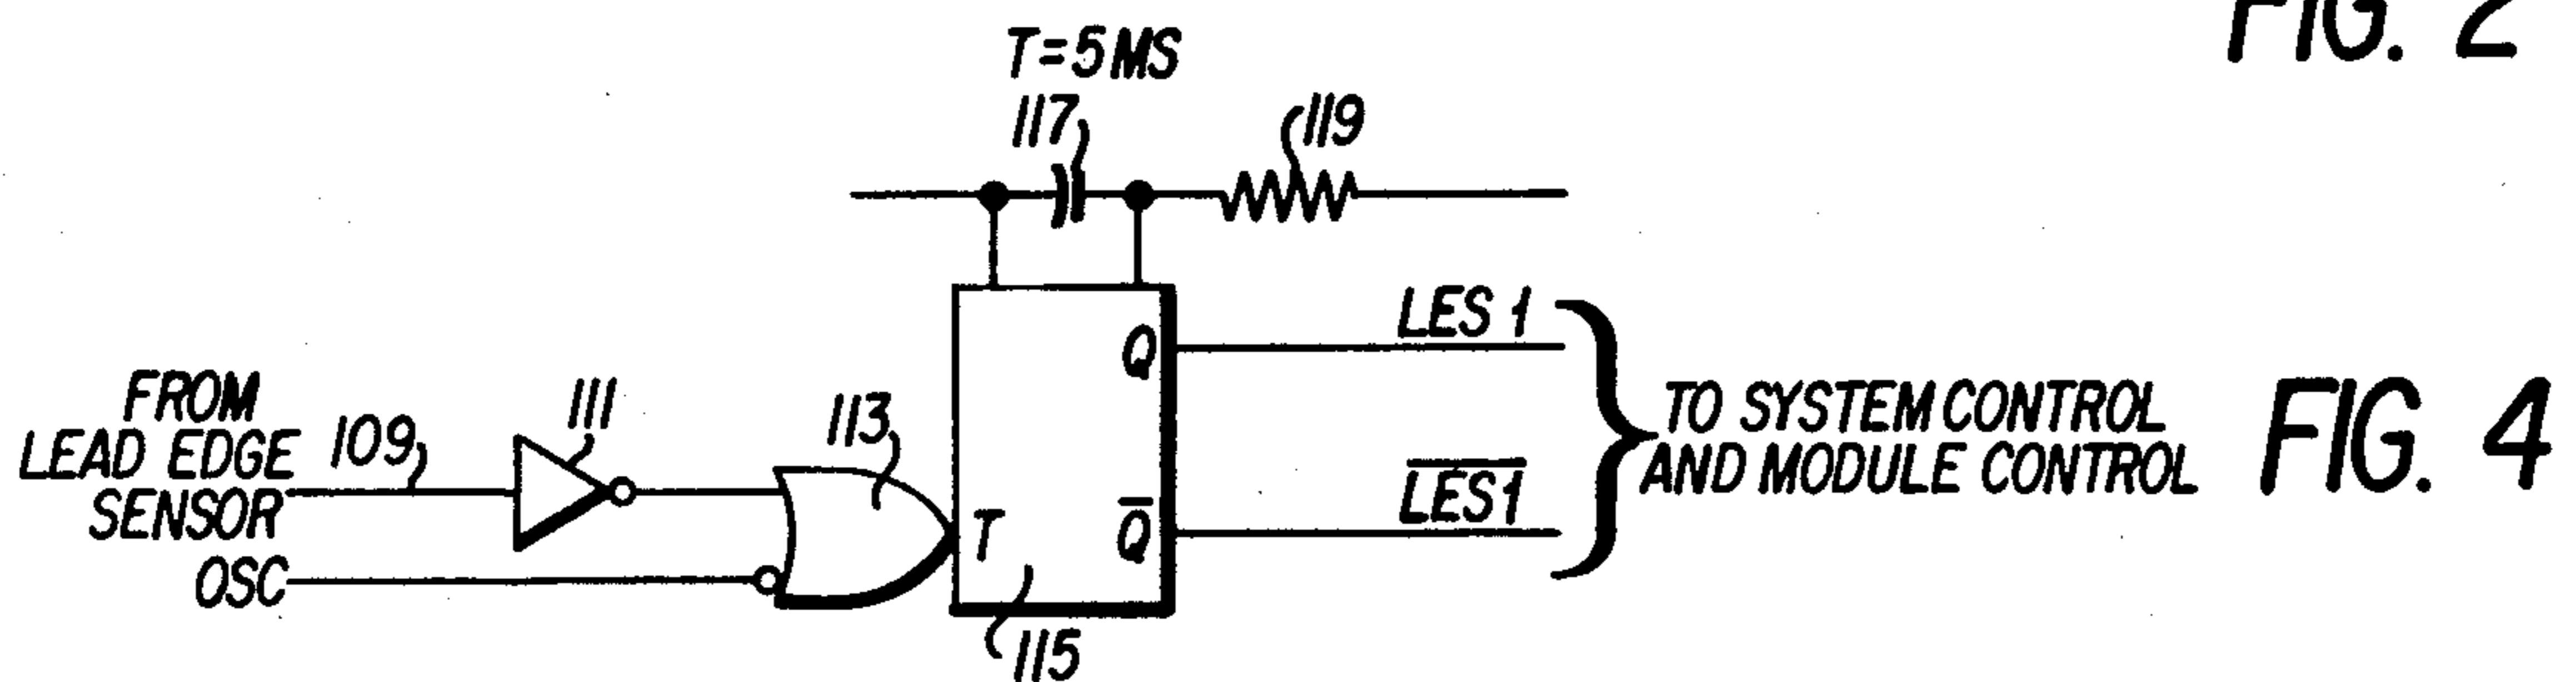 FIG. 2
T=5MS
117
119
FROM
LEAD EDGE
SENSOR
109
111
113
OSC
T
Q
Q̅
115
LES 1
L̅E̅S̅1̅
TO SYSTEM CONTROL
AND MODULE CONTROL
FIG. 4